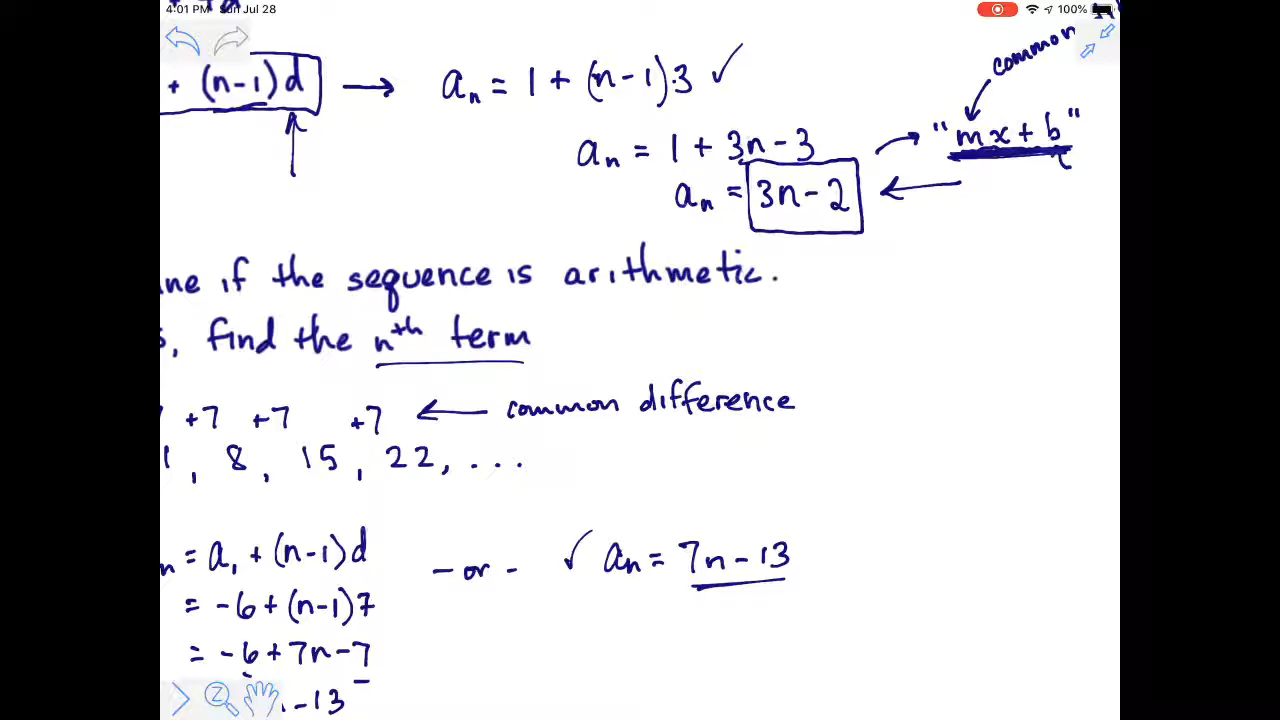 4:01 PM Sun Jul 28 100%
common
+ (n-1)d → aₙ = 1 + (n-1)·3 ✓
aₙ = 1 + 3n - 3 "mx + b"
aₙ = 3n - 2
ne if the sequence is arithmetic.
s, find the nᵗʰ term
+7 +7 +7 ← common difference
1, 8, 15, 22, ...
n = a₁ + (n-1)d -or- ✓ aₙ = 7n - 13
= -6 + (n-1)7
= -6 + 7n - 7
- 13